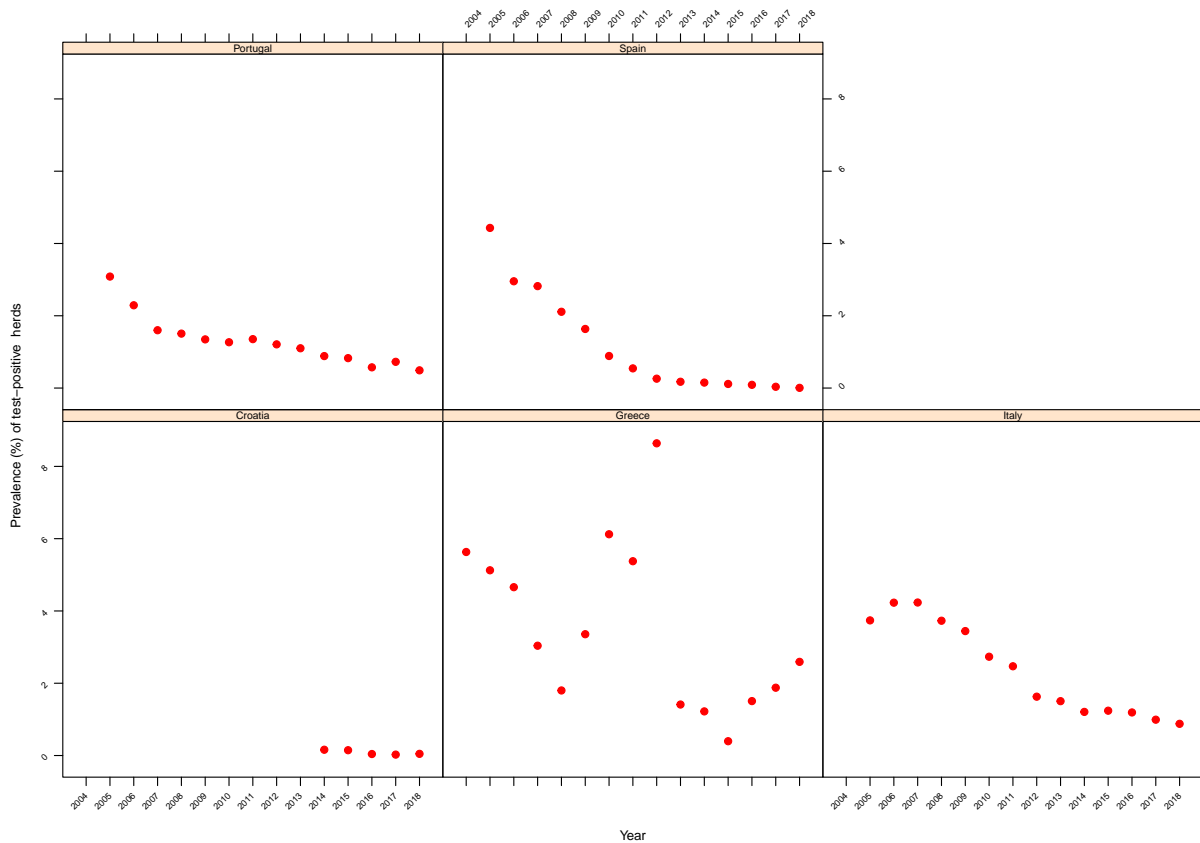 2004 2005 2006 2007 2008 2009 2010 2011 2012 2013 2014 2015 2016 2017 2018
Portugal Spain
8
6
4
2
0
Prevalence (%) of test−positive herds
Croatia Greece Italy
8
6
4
2
0
2004 2005 2006 2007 2008 2009 2010 2011 2012 2013 2014 2015 2016 2017 2018 2004 2005 2006 2007 2008 2009 2010 2011 2012 2013 2014 2015 2016 2017 2018
Year